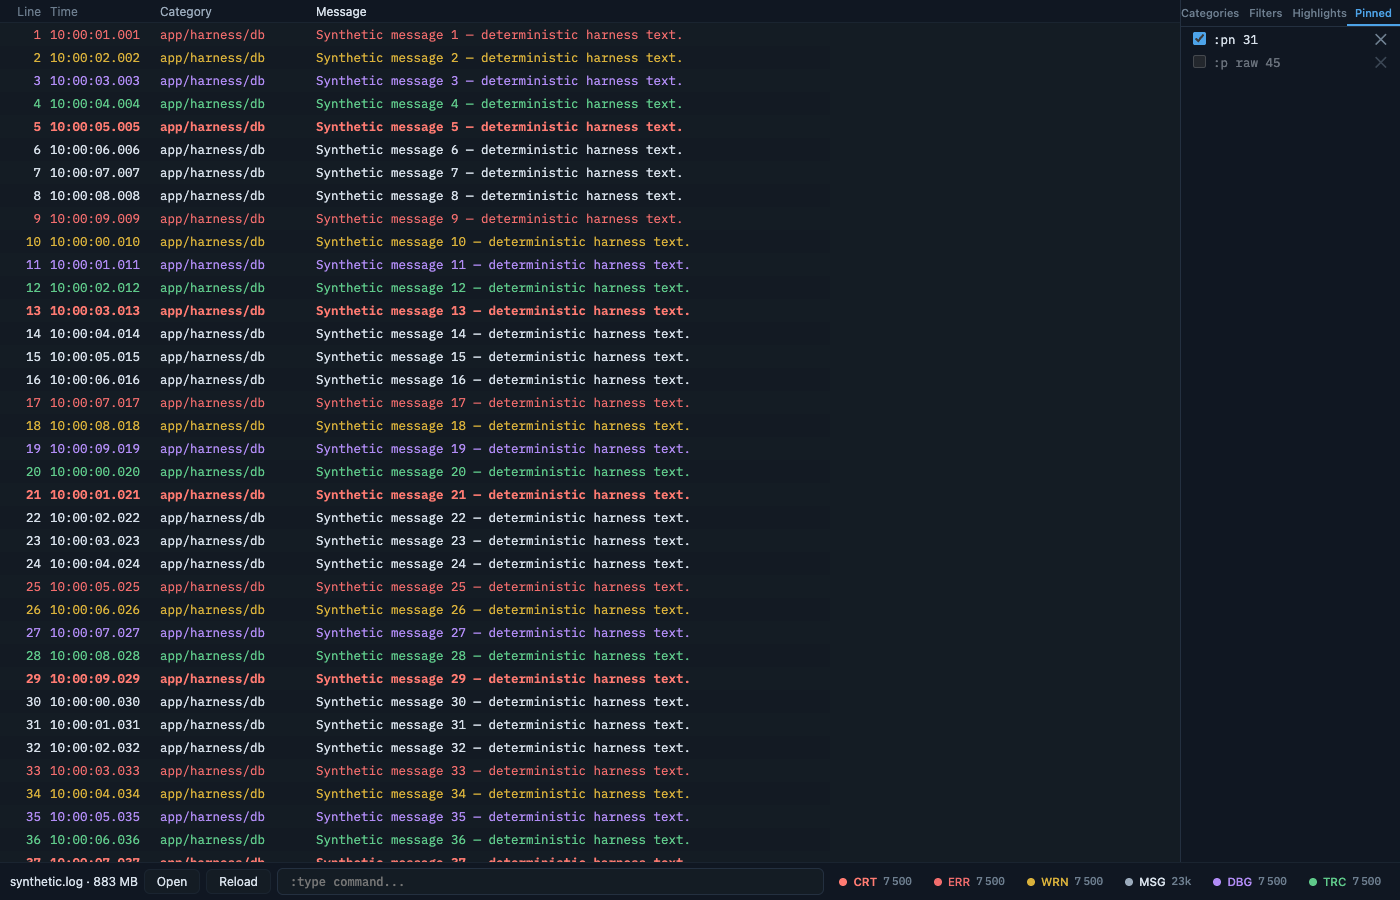 Line Time Category Message Categories Filters Highlights Pinned
1 10:00:01.001 app/harness/db Synthetic message 1 — deterministic harness text. :pn 31
2 10:00:02.002 app/harness/db Synthetic message 2 — deterministic harness text. :p raw 45
3 10:00:03.003 app/harness/db Synthetic message 3 — deterministic harness text.
4 10:00:04.004 app/harness/db Synthetic message 4 — deterministic harness text.
5 10:00:05.005 app/harness/db Synthetic message 5 — deterministic harness text.
6 10:00:06.006 app/harness/db Synthetic message 6 — deterministic harness text.
7 10:00:07.007 app/harness/db Synthetic message 7 — deterministic harness text.
8 10:00:08.008 app/harness/db Synthetic message 8 — deterministic harness text.
9 10:00:09.009 app/harness/db Synthetic message 9 — deterministic harness text.
10 10:00:00.010 app/harness/db Synthetic message 10 — deterministic harness text.
11 10:00:01.011 app/harness/db Synthetic message 11 — deterministic harness text.
12 10:00:02.012 app/harness/db Synthetic message 12 — deterministic harness text.
13 10:00:03.013 app/harness/db Synthetic message 13 — deterministic harness text.
14 10:00:04.014 app/harness/db Synthetic message 14 — deterministic harness text.
15 10:00:05.015 app/harness/db Synthetic message 15 — deterministic harness text.
16 10:00:06.016 app/harness/db Synthetic message 16 — deterministic harness text.
17 10:00:07.017 app/harness/db Synthetic message 17 — deterministic harness text.
18 10:00:08.018 app/harness/db Synthetic message 18 — deterministic harness text.
19 10:00:09.019 app/harness/db Synthetic message 19 — deterministic harness text.
20 10:00:00.020 app/harness/db Synthetic message 20 — deterministic harness text.
21 10:00:01.021 app/harness/db Synthetic message 21 — deterministic harness text.
22 10:00:02.022 app/harness/db Synthetic message 22 — deterministic harness text.
23 10:00:03.023 app/harness/db Synthetic message 23 — deterministic harness text.
24 10:00:04.024 app/harness/db Synthetic message 24 — deterministic harness text.
25 10:00:05.025 app/harness/db Synthetic message 25 — deterministic harness text.
26 10:00:06.026 app/harness/db Synthetic message 26 — deterministic harness text.
27 10:00:07.027 app/harness/db Synthetic message 27 — deterministic harness text.
28 10:00:08.028 app/harness/db Synthetic message 28 — deterministic harness text.
29 10:00:09.029 app/harness/db Synthetic message 29 — deterministic harness text.
30 10:00:00.030 app/harness/db Synthetic message 30 — deterministic harness text.
31 10:00:01.031 app/harness/db Synthetic message 31 — deterministic harness text.
32 10:00:02.032 app/harness/db Synthetic message 32 — deterministic harness text.
33 10:00:03.033 app/harness/db Synthetic message 33 — deterministic harness text.
34 10:00:04.034 app/harness/db Synthetic message 34 — deterministic harness text.
35 10:00:05.035 app/harness/db Synthetic message 35 — deterministic harness text.
36 10:00:06.036 app/harness/db Synthetic message 36 — deterministic harness text.
37 10:00:07.037 app/harness/db Synthetic message 37 — deterministic harness text.
synthetic.log · 883 MB Open Reload :type command... CRT 7 500 ERR 7 500 WRN 7 500 MSG 23k DBG 7 500 TRC 7 500